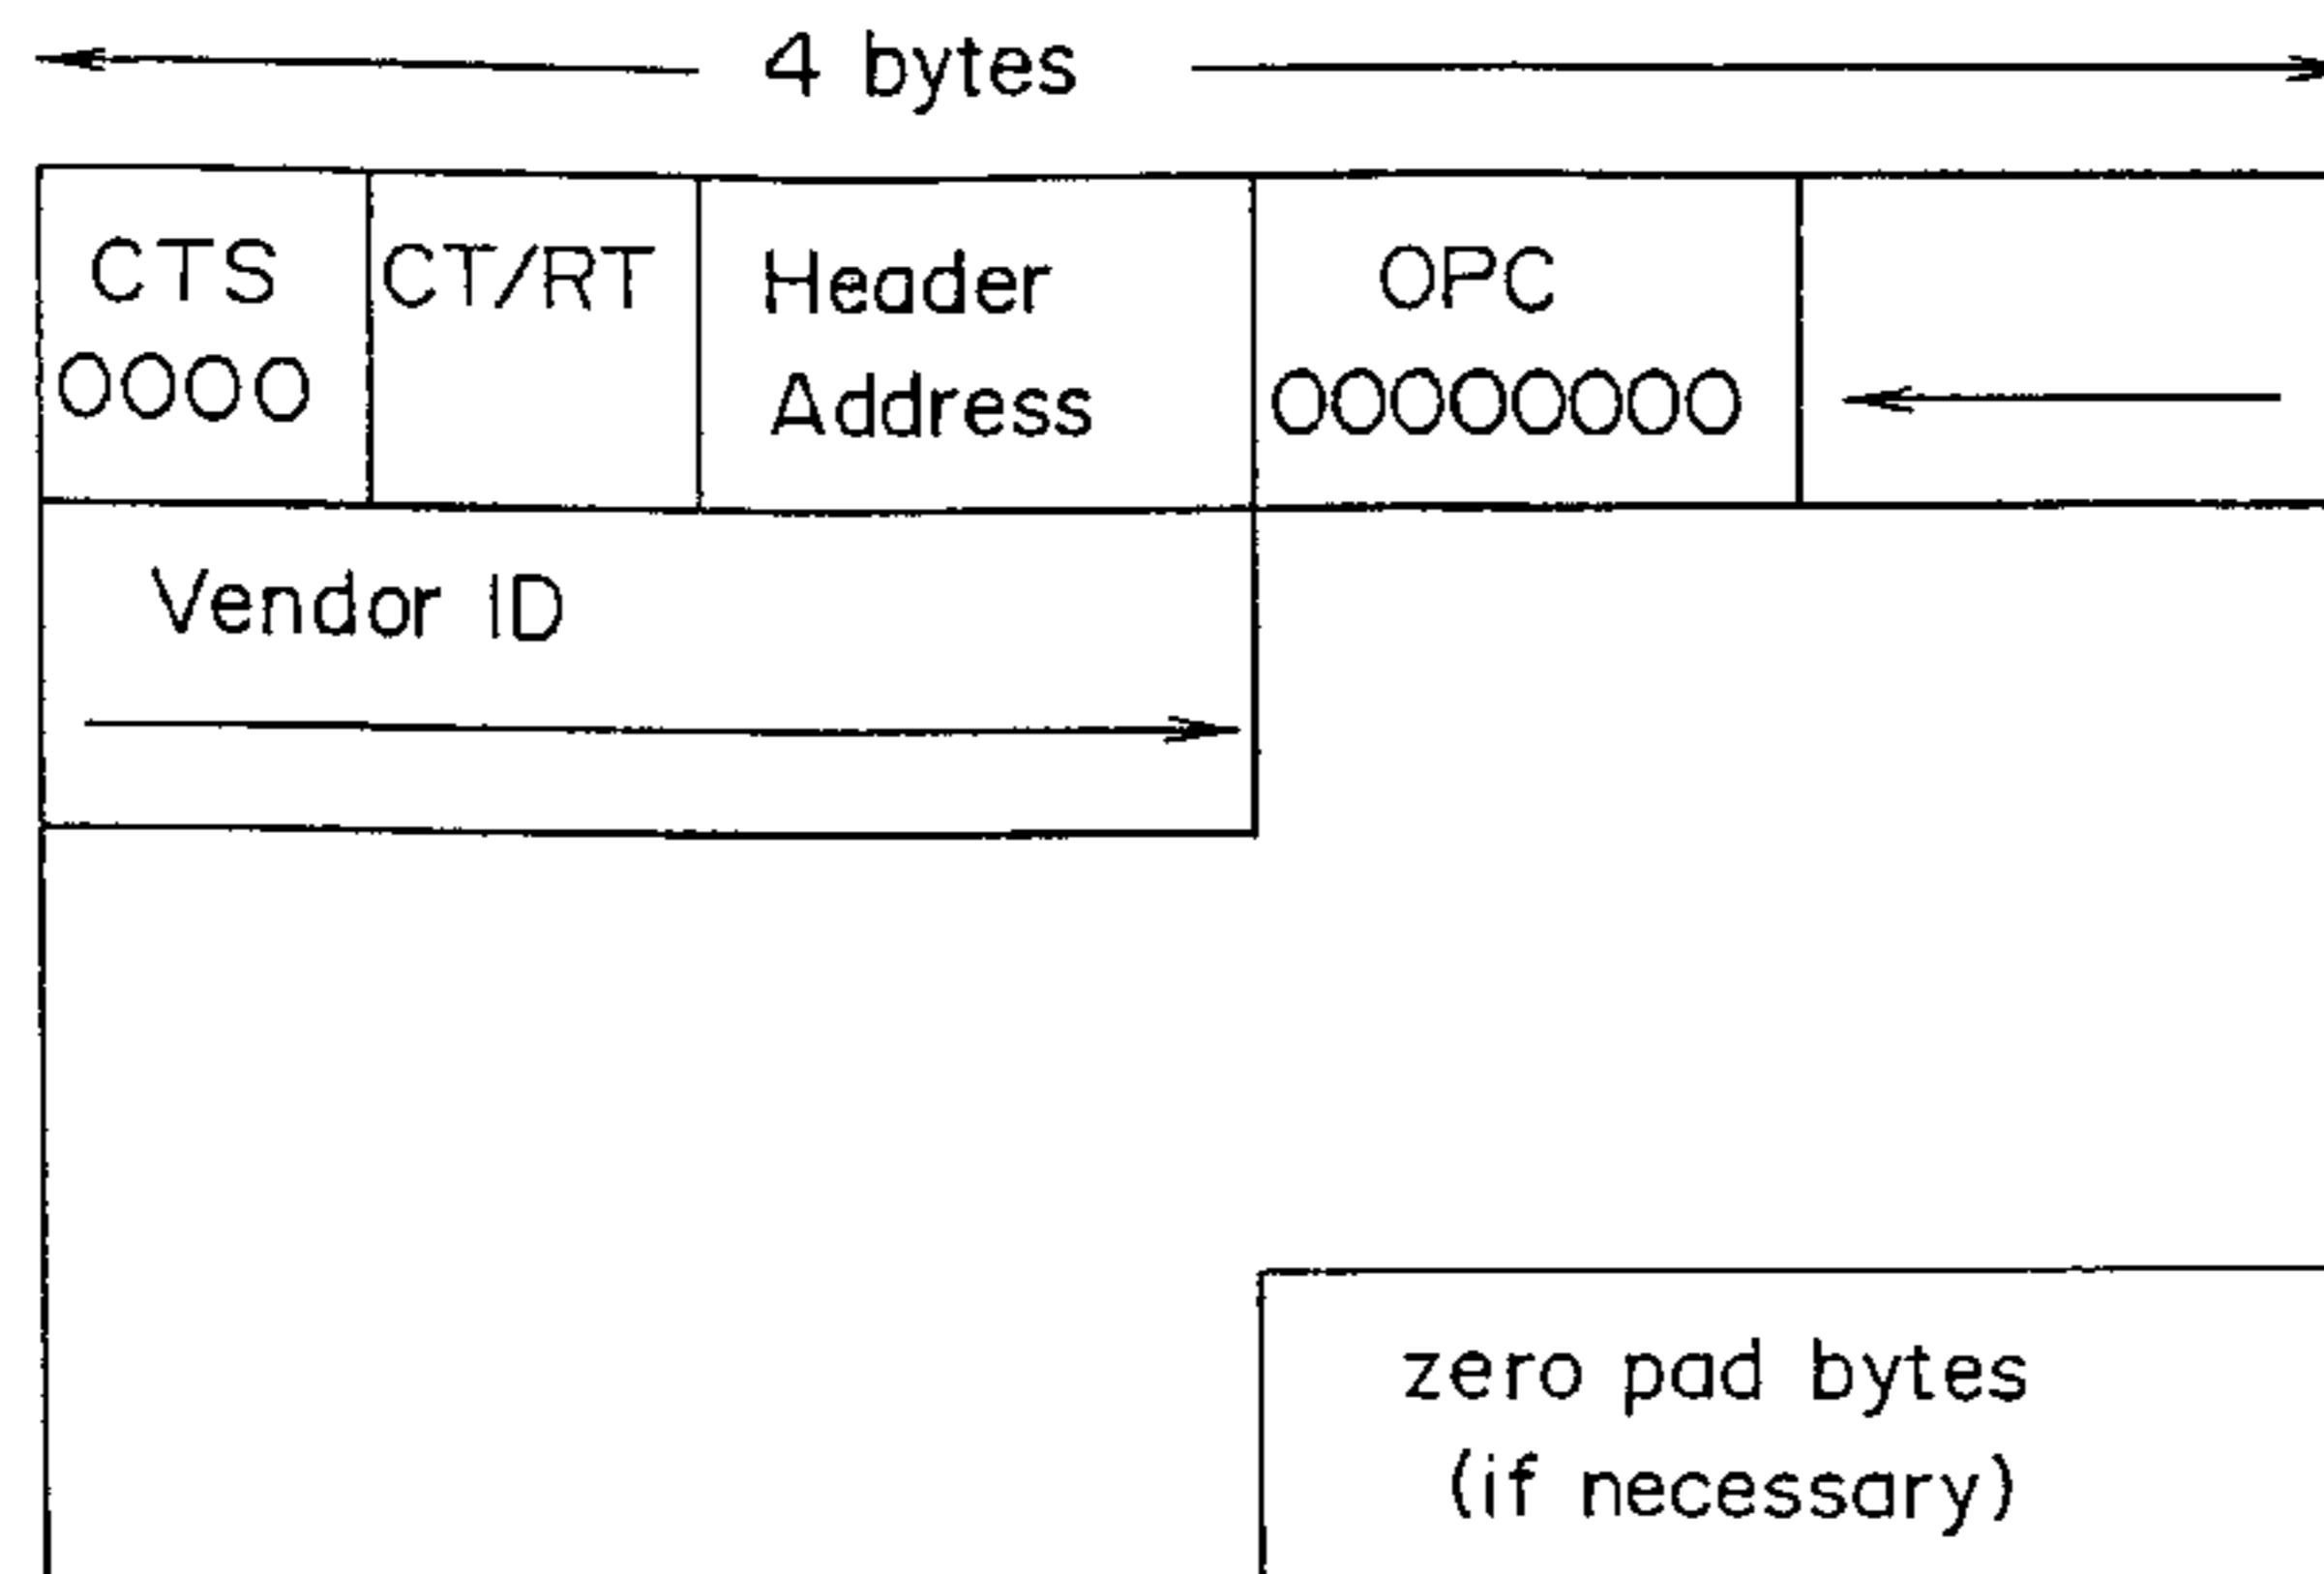 4 bytes
CTS CT/RT Header OPC
0000 Address 00000000
Vendor ID
zero pad bytes
(if necessary)